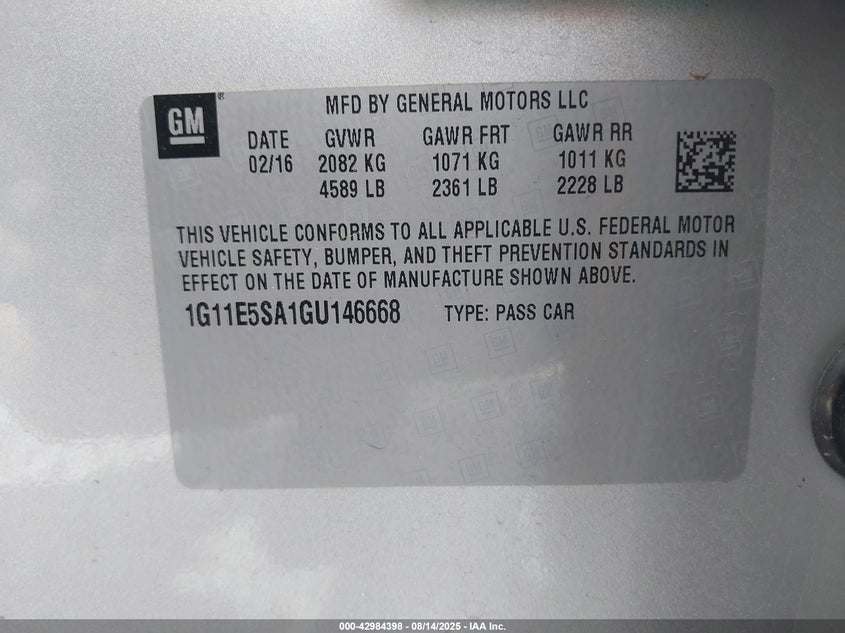 GM
MFD BY GENERAL MOTORS LLC
DATE GVWR GAWR FRT GAWR RR
02/16 2082 KG 1071 KG 1011 KG
4589 LB 2361 LB 2228 LB
THIS VEHICLE CONFORMS TO ALL APPLICABLE U.S. FEDERAL MOTOR
VEHICLE SAFETY, BUMPER, AND THEFT PREVENTION STANDARDS IN
EFFECT ON THE DATE OF MANUFACTURE SHOWN ABOVE.
1G11E5SA1GU146668 TYPE: PASS CAR
000-42984398 - 08/14/2025 - IAA Inc.